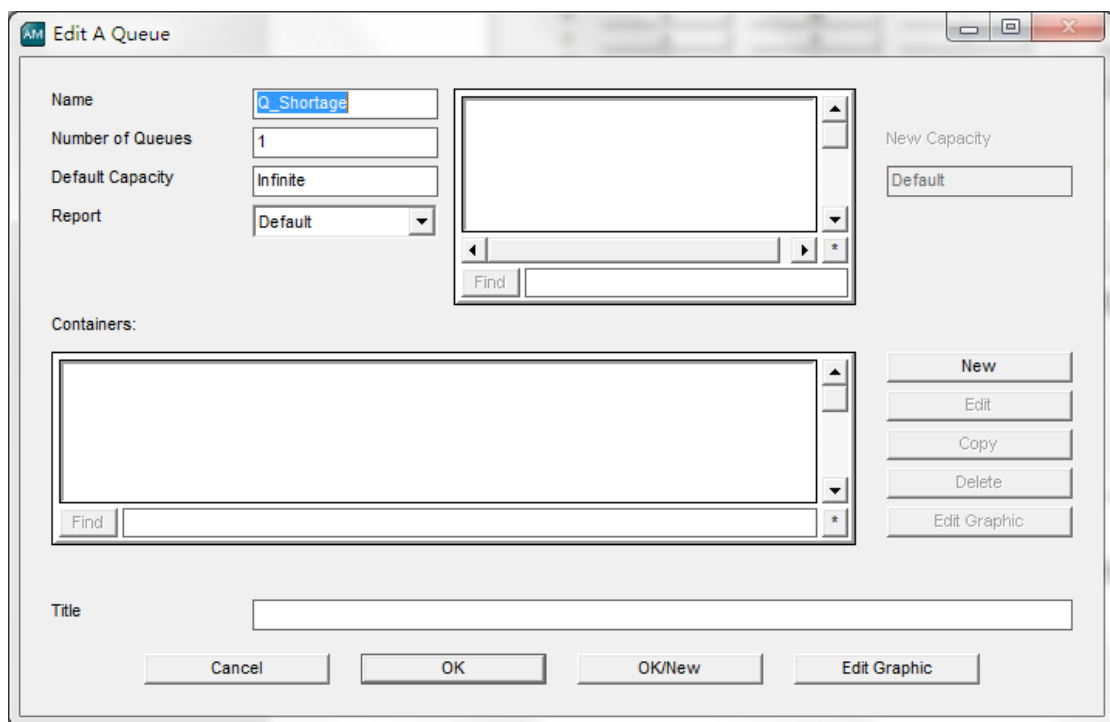 AM Edit A Queue
Name Q_Shortage
Number of Queues 1 New Capacity
Default Capacity Infinite Default
Report Default
*
Find
Containers:
New
Edit
Copy
Delete
Find * Edit Graphic
Title
Cancel OK OK/New Edit Graphic